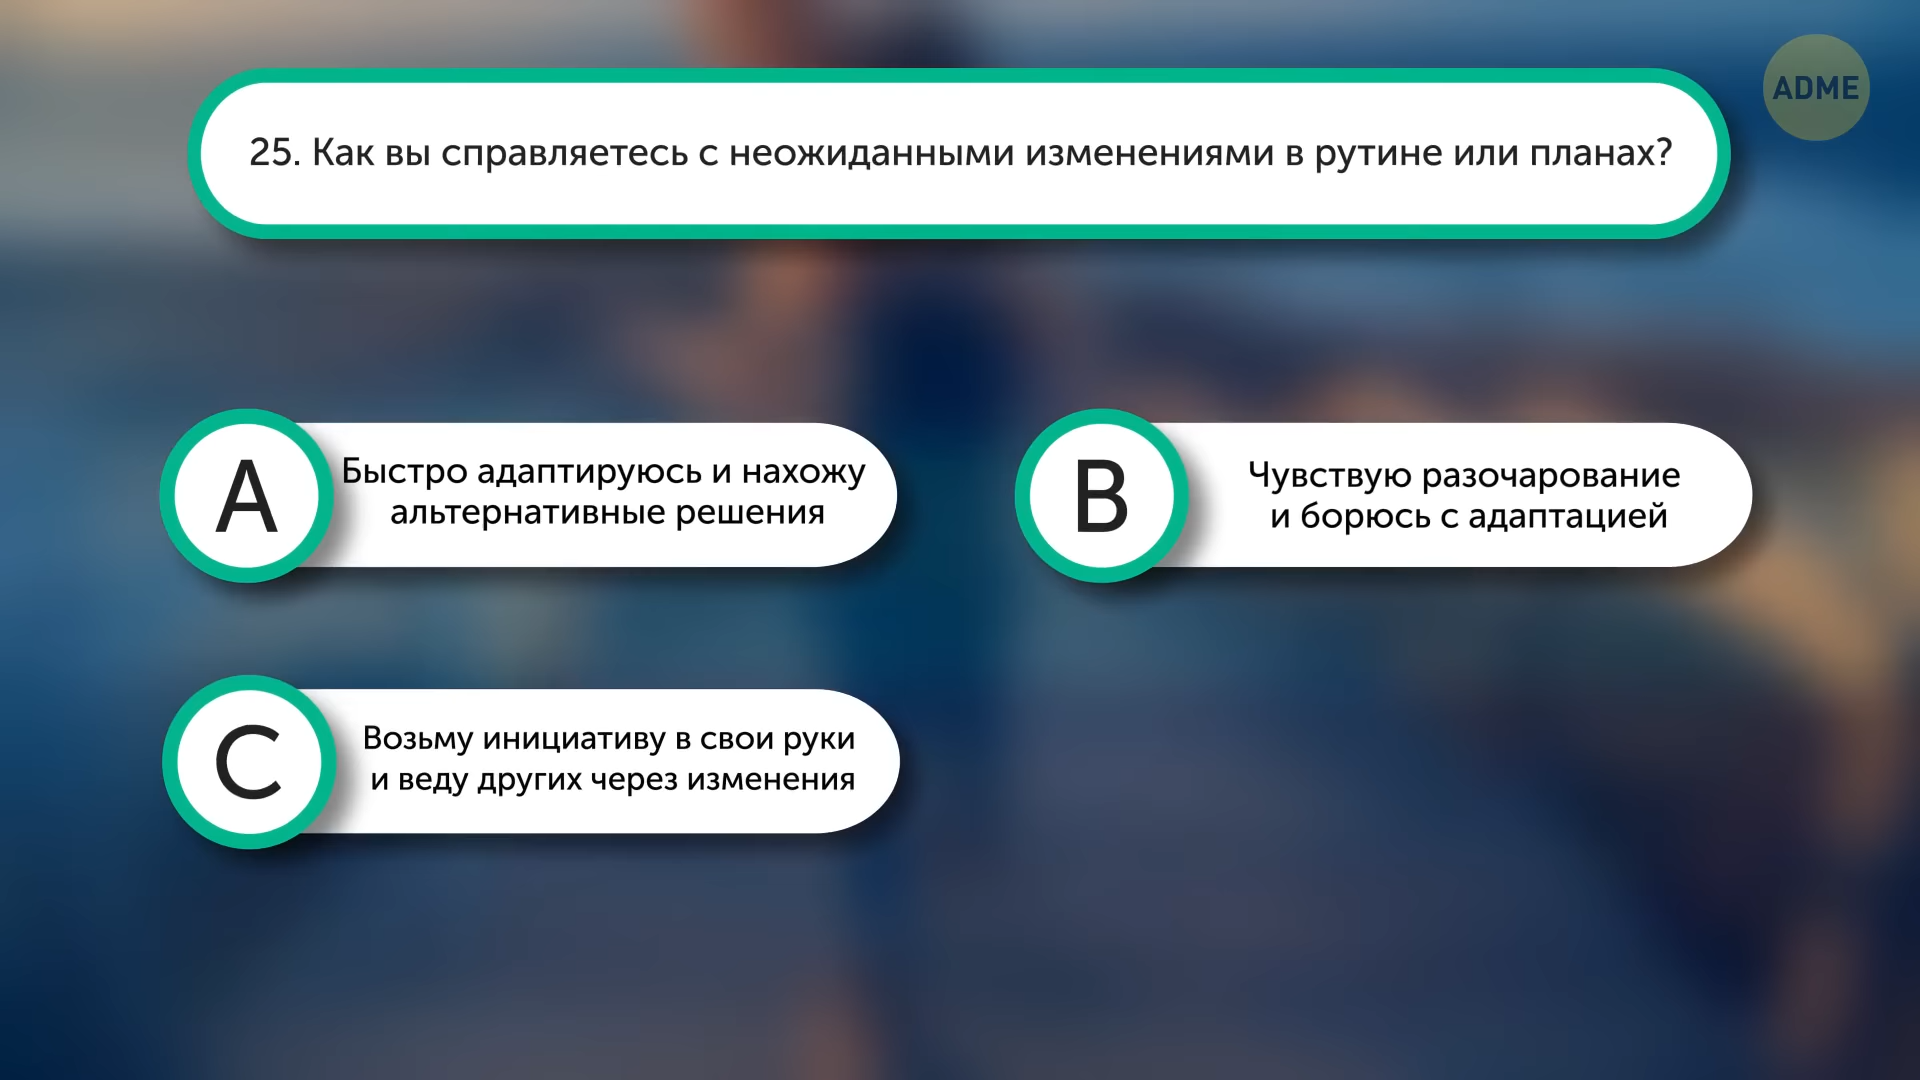 ADME
25. Как вы справляетесь с неожиданными изменениями в рутине или планах?
A
Быстро адаптируюсь и нахожу
альтернативные решения
B
Чувствую разочарование
и борюсь с адаптацией
C
Возьму инициативу в свои руки
и веду других через изменения